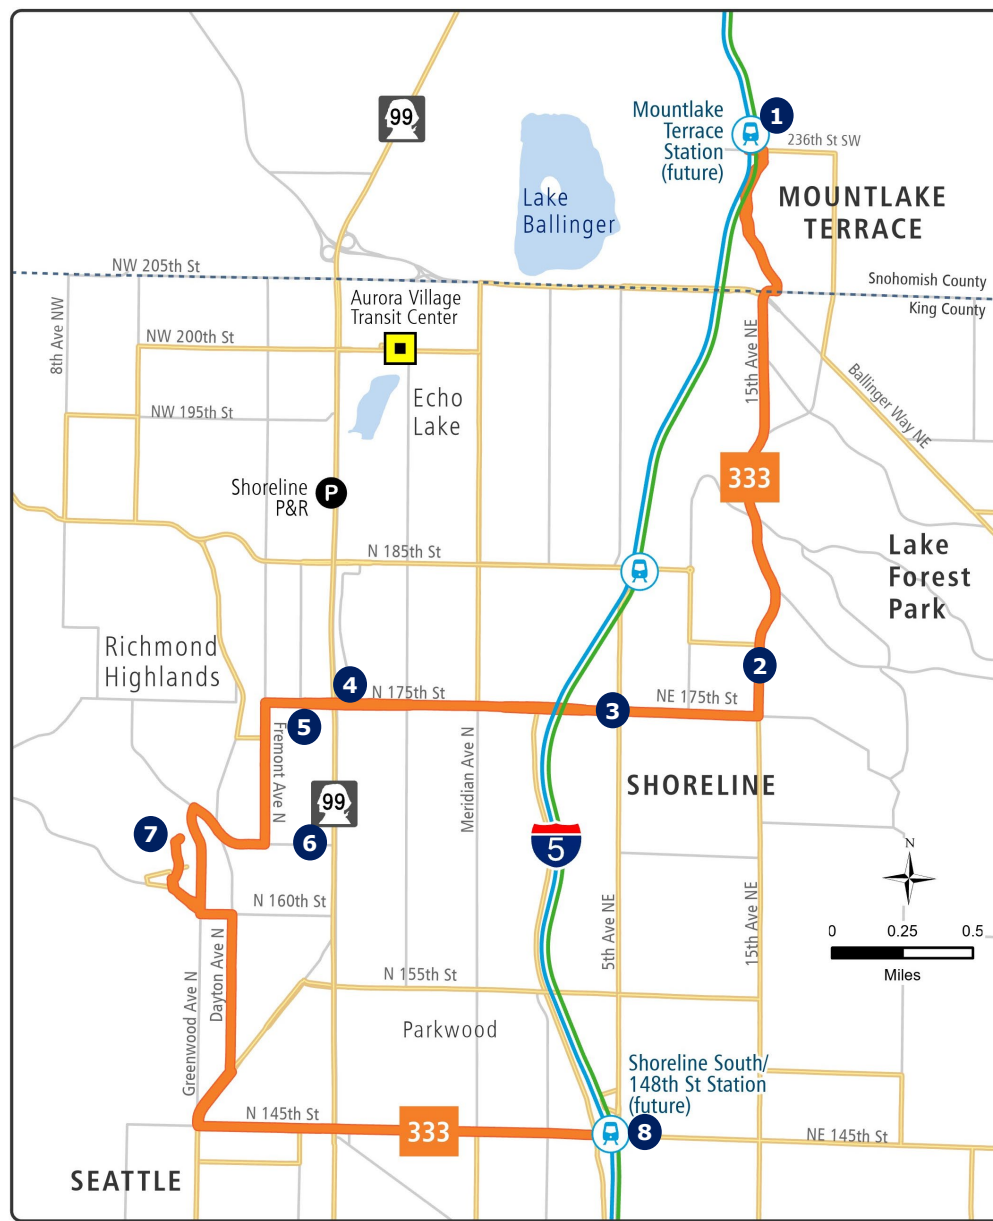 99
Mountlake
Terrace
Station
(future)
1
236th St SW
MOUNTLAKE
TERRACE
Lake
Ballinger
NW 205th St
Snohomish County
King County
8th Ave NW
Aurora Village
Transit Center
NW 200th St
15th Ave NE
Ballinger Way NE
Echo
Lake
NW 195th St
333
Shoreline
P&R
P
N 185th St
Lake
Forest
Park
Richmond
Highlands
2
4
N 175th St
NE 175th St
3
5
Fremont Ave N
Meridian Ave N
SHORELINE
99
7
6
5
N
N 160th St
5th Ave NE
15th Ave NE
0 0.25 0.5
Miles
Dayton Ave N
Greenwood Ave N
N 155th St
Parkwood
Shoreline South/
148th St Station
(future)
N 145th St
333
8
NE 145th St
SEATTLE